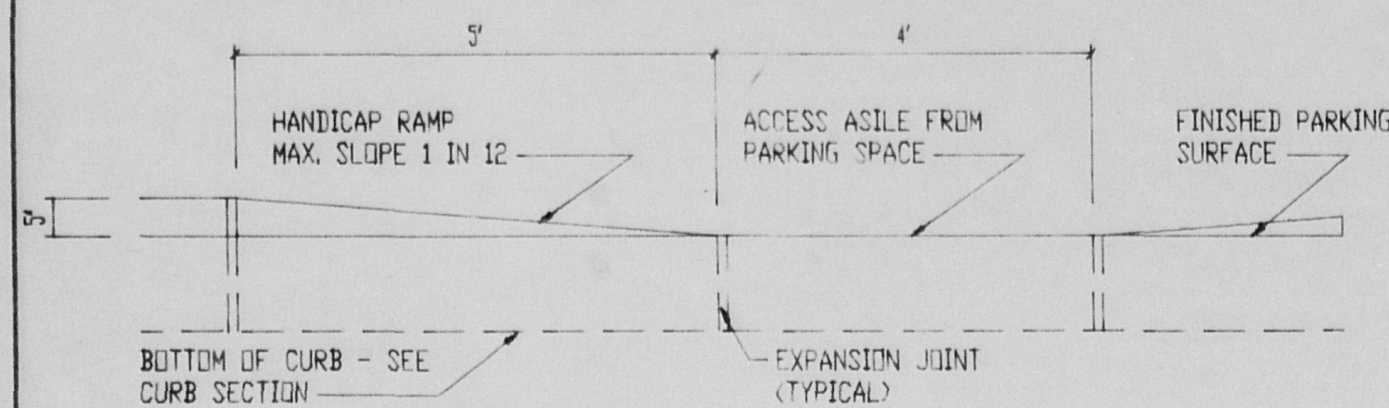 5'
4'
HANDICAP RAMP
MAX. SLOPE 1 IN 12
ACCESS ASILE FROM
PARKING SPACE
FINISHED PARKING
SURFACE
5'
BOTTOM OF CURB - SEE
CURB SECTION
EXPANSION JOINT
(TYPICAL)